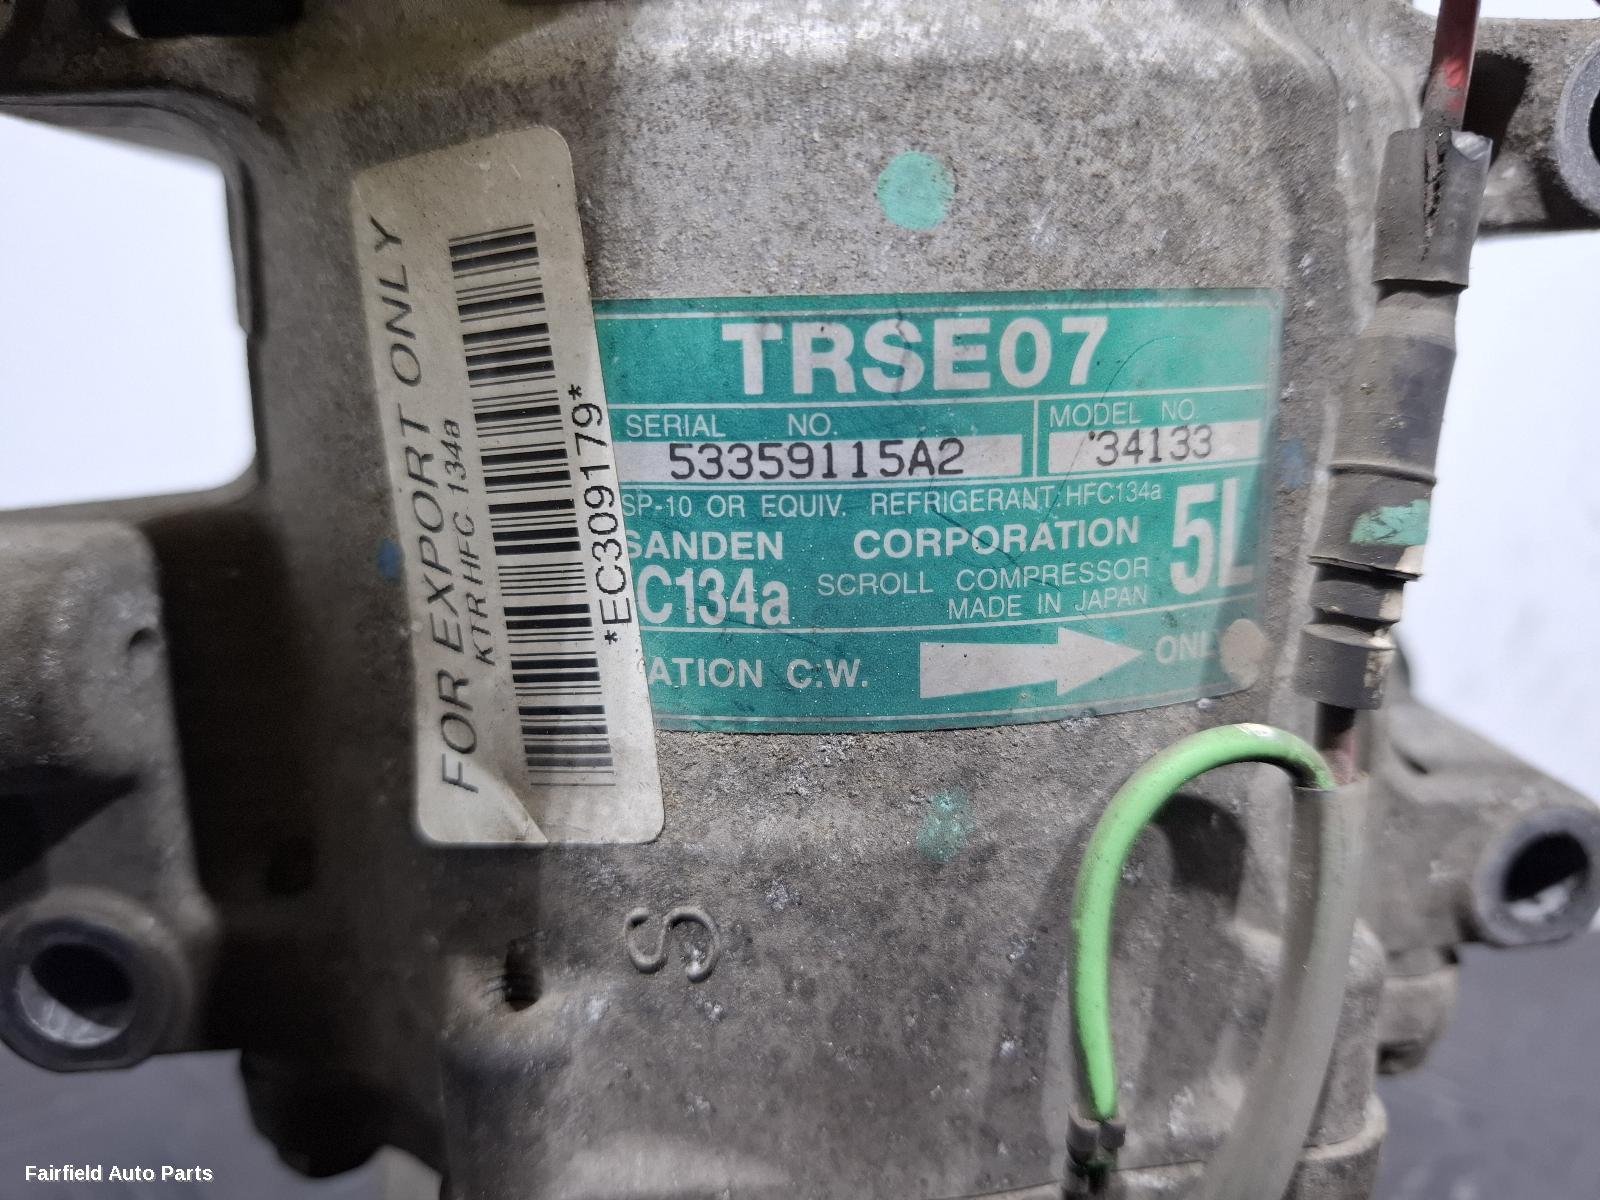 FOR EXPORT ONLY
KTR HFC 134a
*EC309179*
TRSE07
SERIAL NO.
53359115A2
MODEL NO.
34133
SP-10 OR EQUIV. REFRIGERANT: HFC134a
SANDEN CORPORATION
5L
C134a
SCROLL COMPRESSOR
MADE IN JAPAN
ATION C.W.
ONL
S
Fairfield Auto Parts